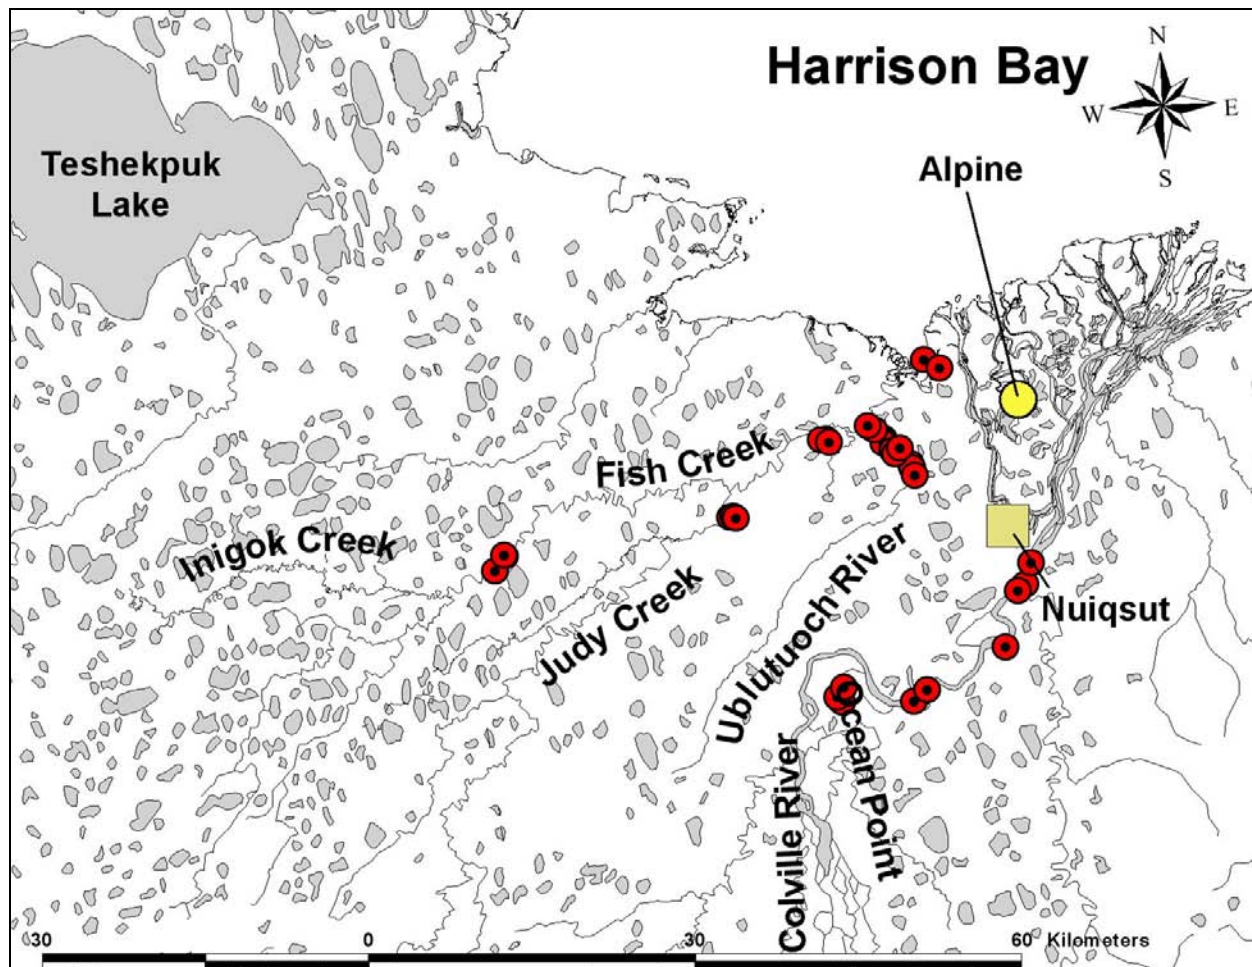 Harrison Bay
N
W
E
S
Teshekpuk
Lake
Alpine
Fish Creek
Inigok Creek
Judy Creek
Ublutuoch River
Nuiqsut
Ocean Point
Colville River
30
0
30
60 Kilometers